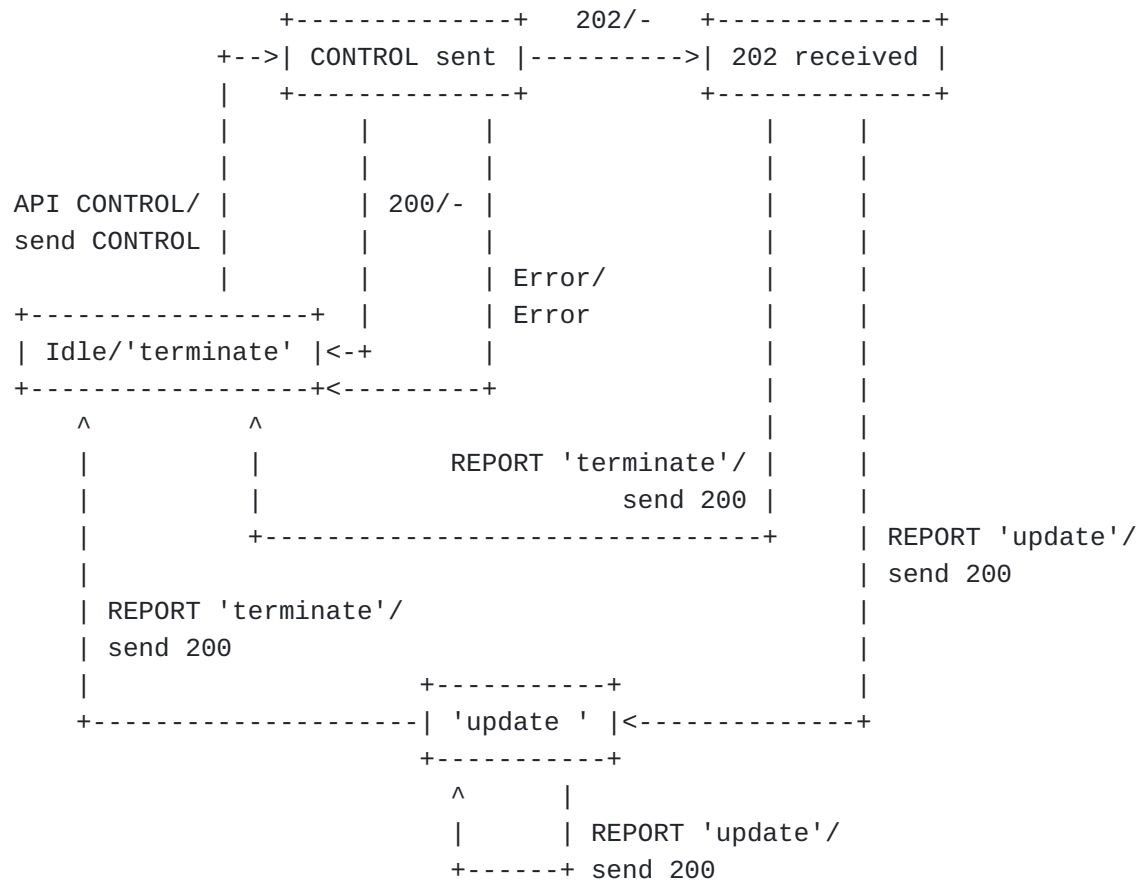 202/-
CONTROL sent
202 received
API CONTROL/
200/-
send CONTROL
Error/
Error
Idle/'terminate'
REPORT 'terminate'/
send 200
REPORT 'update'/
send 200
REPORT 'terminate'/
send 200
'update '
REPORT 'update'/
send 200